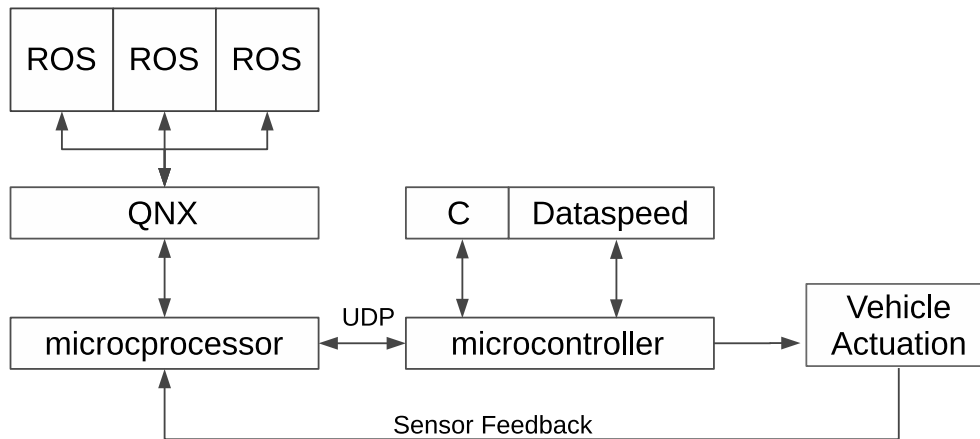 ROS ROS ROS
QNX
C Dataspeed
UDP
microcprocessor
microcontroller
Vehicle
Actuation
Sensor Feedback